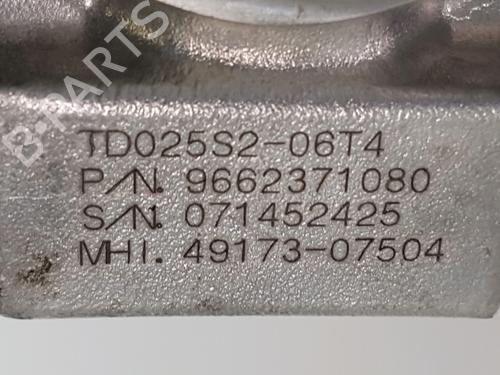 B-PARTS
TD025S2-06T4
P/N. 9662371080
S/N. 071452425
MHI. 49173-07504